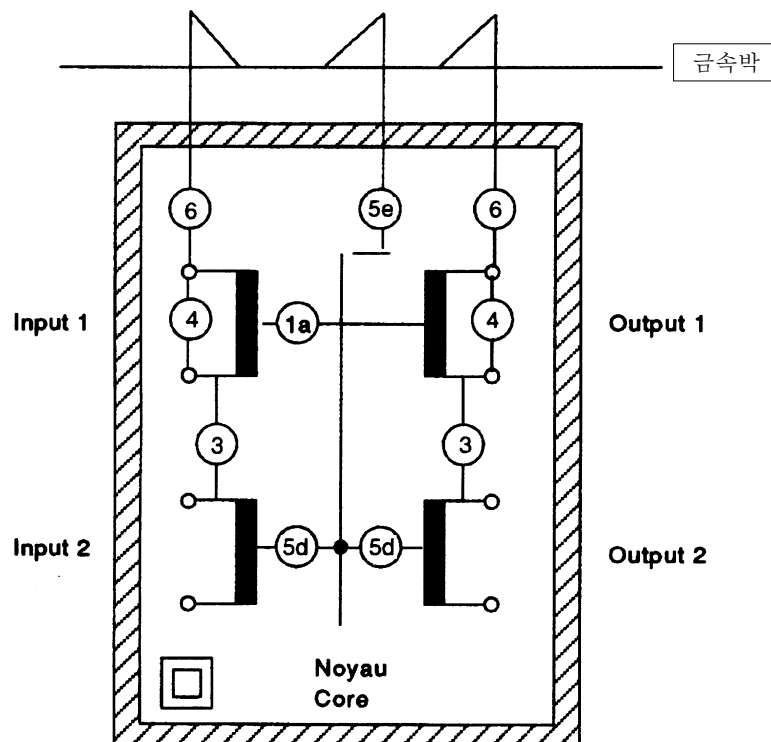 금속박
6
5e
6
Input 1
4
1a
4
Output 1
3
3
Input 2
5d
5d
Output 2
Noyau
Core